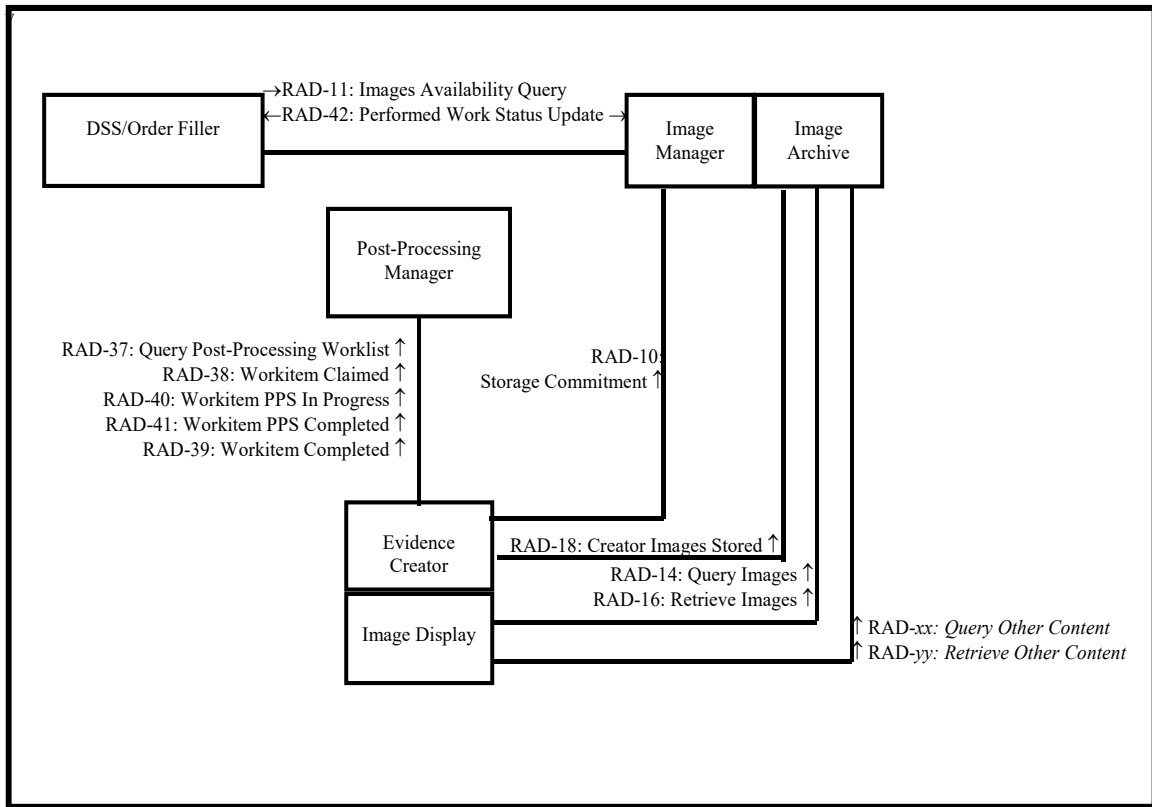 →RAD-11: Images Availability Query
←RAD-42: Performed Work Status Update →
DSS/Order Filler
Image
Manager
Image
Archive
Post-Processing
Manager
RAD-37: Query Post-Processing Worklist ↑
RAD-38: Workitem Claimed ↑
RAD-40: Workitem PPS In Progress ↑
RAD-41: Workitem PPS Completed ↑
RAD-39: Workitem Completed ↑
RAD-10:
Storage Commitment ↑
Evidence
Creator
RAD-18: Creator Images Stored ↑
RAD-14: Query Images ↑
RAD-16: Retrieve Images ↑
Image Display
↑ RAD-xx: Query Other Content
↑ RAD-yy: Retrieve Other Content